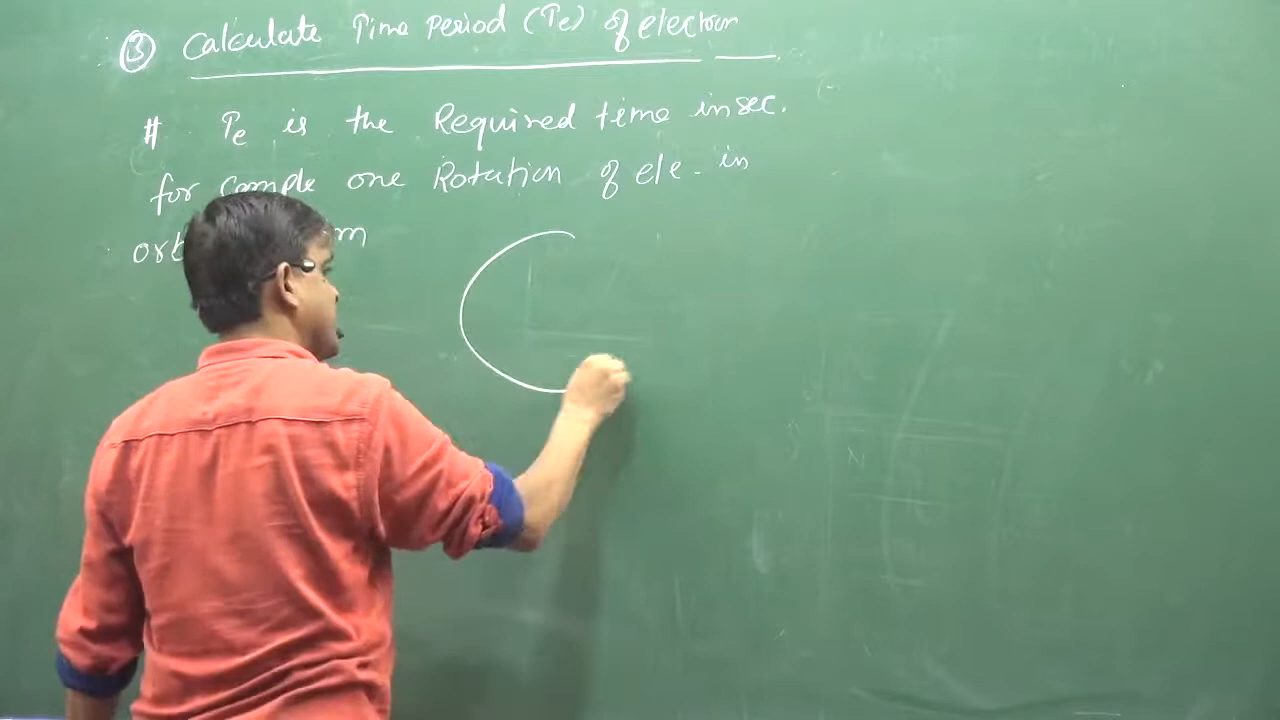 ③ Calculate Time Period (Te) of electron
# Te is the Required time in sec.
for comple one Rotation of ele. in